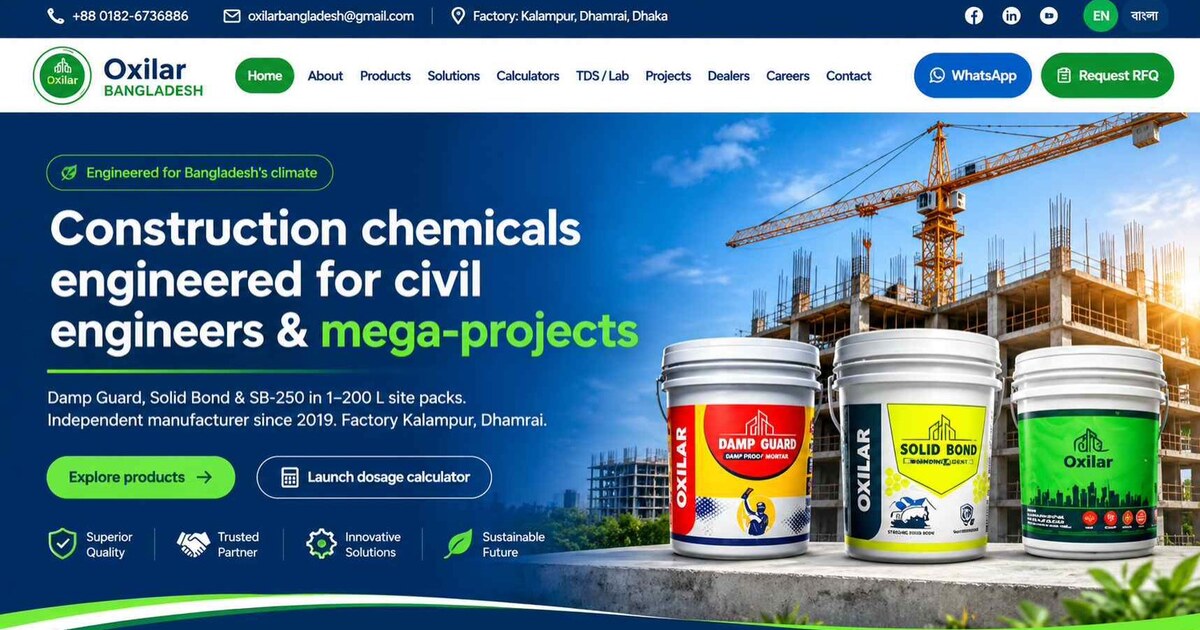 +88 0182-6736886
oxilarbangladesh@gmail.com
Factory: Kalampur, Dhamrai, Dhaka
EN
বাংলা
Oxilar
Oxilar
BANGLADESH
Home
About
Products
Solutions
Calculators
TDS / Lab
Projects
Dealers
Careers
Contact
WhatsApp
Request RFQ
Engineered for Bangladesh's climate
Construction chemicals
engineered for civil
engineers & mega-projects
Damp Guard, Solid Bond & SB-250 in 1–200 L site packs.
Independent manufacturer since 2019. Factory Kalampur, Dhamrai.
Explore products
Launch dosage calculator
Superior
Quality
Trusted
Partner
Innovative
Solutions
Sustainable
Future
OXILAR
DAMP GUARD
DAMP PROOF MORTAR
OXILAR
SOLID BOND
Oxilar